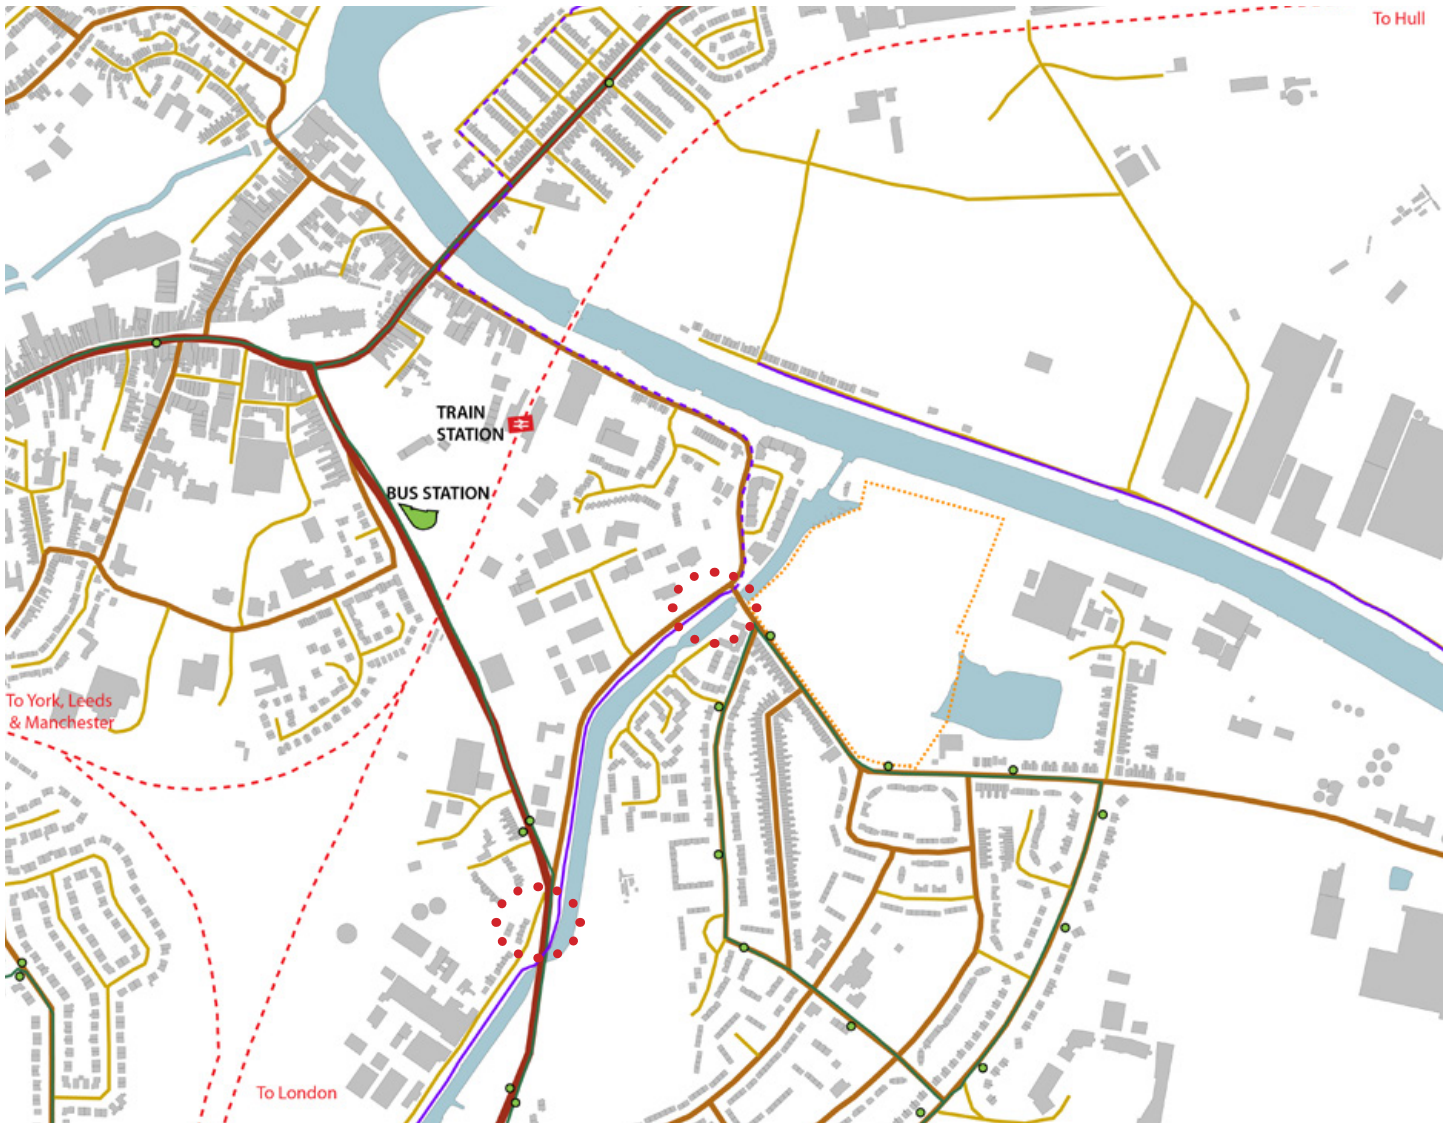 To Hull
TRAIN
STATION
BUS STATION
To York, Leeds
& Manchester
To London